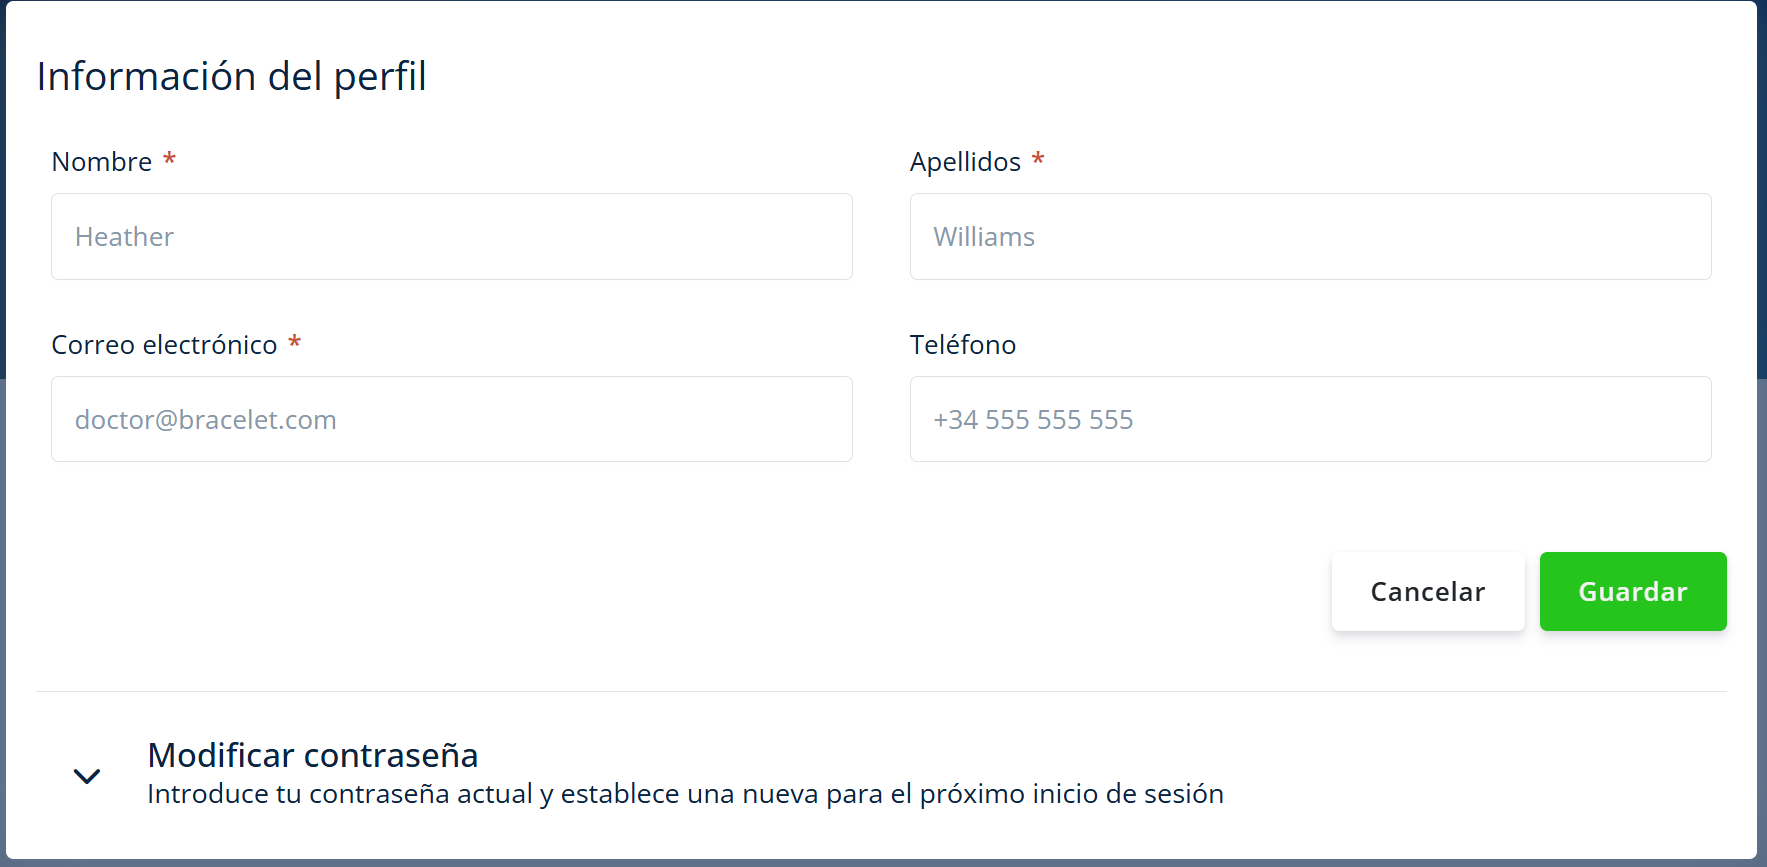 Información del perfil
Nombre *
Apellidos *
Heather
Williams
Correo electrónico *
Teléfono
doctor@bracelet.com
+34 555 555 555
Cancelar
Guardar
Modificar contraseña
Introduce tu contraseña actual y establece una nueva para el próximo inicio de sesión